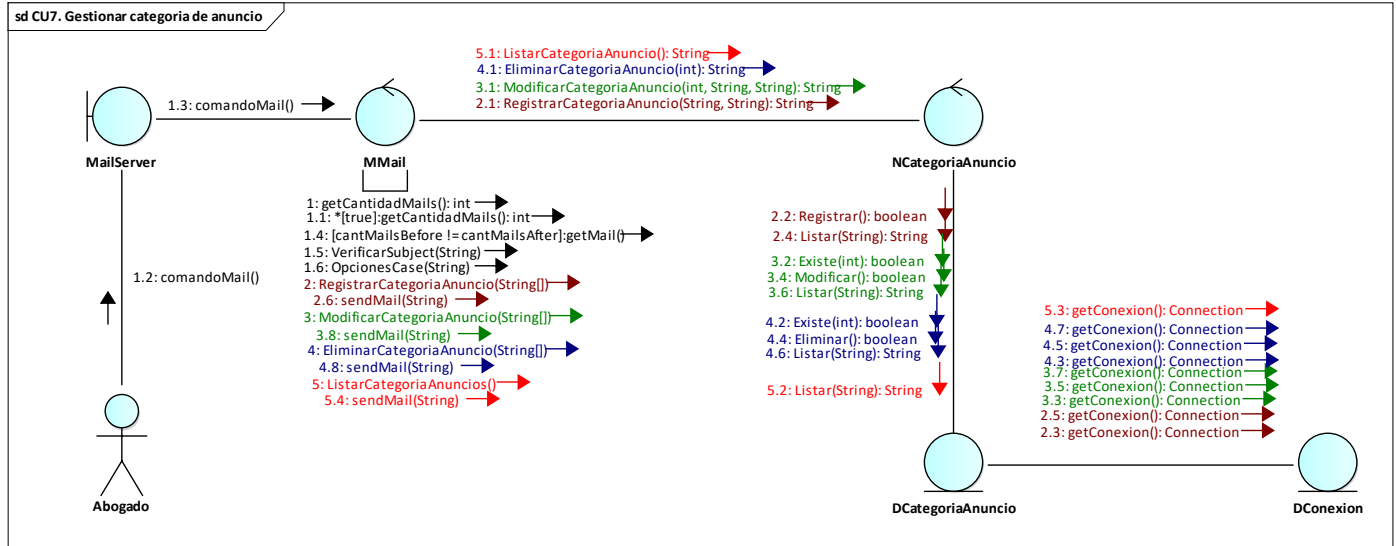 sd CU7. Gestionar categoria de anuncio
5.1: ListarCategoriaAnuncio(): String
4.1: EliminarCategoriaAnuncio(int): String
3.1: ModificarCategoriaAnuncio(int, String, String): String
2.1: RegistrarCategoriaAnuncio(String, String): String
1.3: comandoMail()
MailServer
MMail
NCategoriaAnuncio
1: getCantidadMails(): int
1.1: *[true]:getCantidadMails(): int
1.4: [cantMailsBefore != cantMailsAfter]:getMail()
1.5: VerificarSubject(String)
1.6: OpcionesCase(String)
2: RegistrarCategoriaAnuncio(String[])
2.6: sendMail(String)
3: ModificarCategoriaAnuncio(String[])
3.8: sendMail(String)
4: EliminarCategoriaAnuncio(String[])
4.8: sendMail(String)
5: ListarCategoriaAnuncios()
5.4: sendMail(String)
1.2: comandoMail()
2.2: Registrar(): boolean
2.4: Listar(String): String
3.2: Existe(int): boolean
3.4: Modificar(): boolean
3.6: Listar(String): String
4.2: Existe(int): boolean
4.4: Eliminar(): boolean
4.6: Listar(String): String
5.2: Listar(String): String
5.3: getConexion(): Connection
4.7: getConexion(): Connection
4.5: getConexion(): Connection
4.3: getConexion(): Connection
3.7: getConexion(): Connection
3.5: getConexion(): Connection
3.3: getConexion(): Connection
2.5: getConexion(): Connection
2.3: getConexion(): Connection
Abogado
DCategoriaAnuncio
DConexion